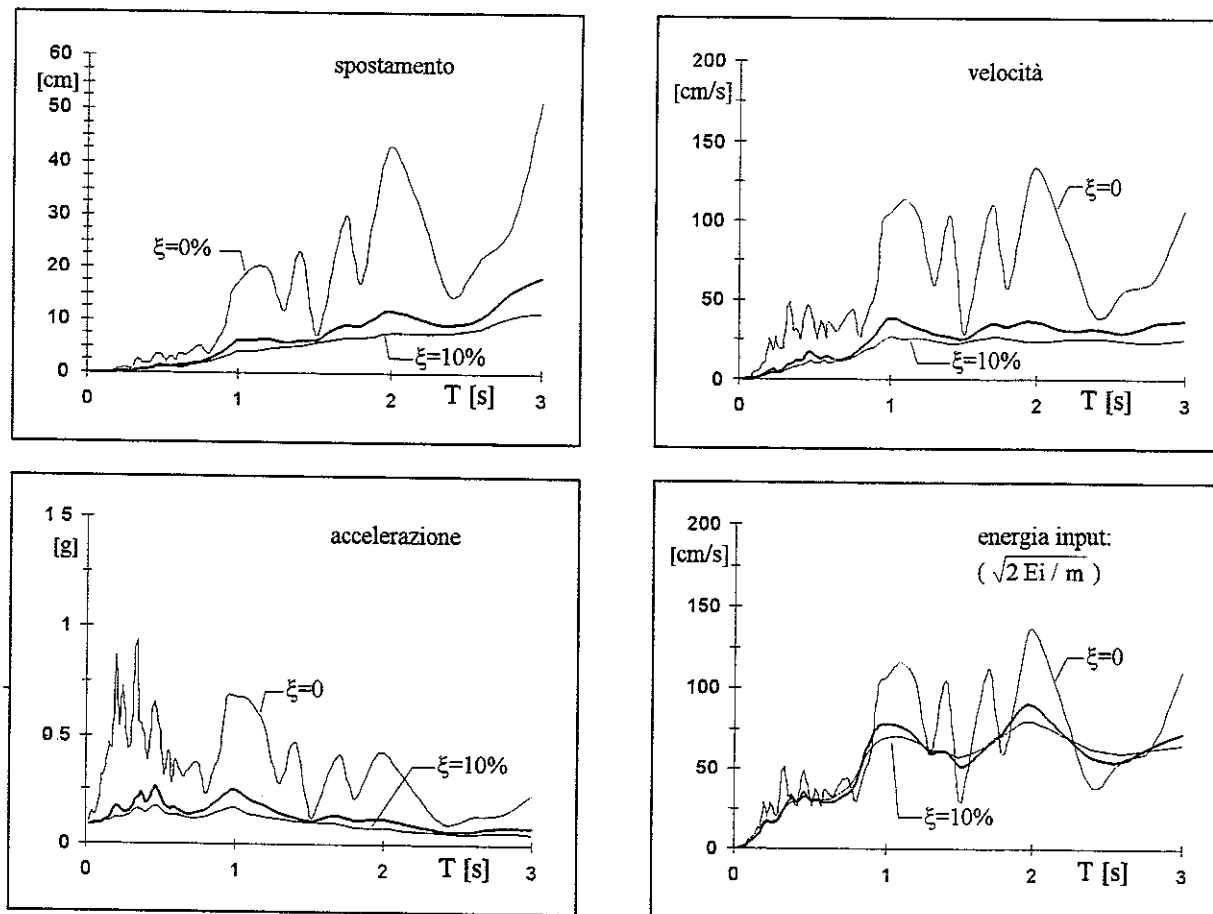 60
[cm]
50
40
30
20
10
0
spostamento
ξ=0%
ξ=10%
0
1
2
3
T [s]
200
[cm/s]
150
100
50
0
velocità
ξ=0
ξ=10%
0
1
2
3
T [s]
1 5
[g]
1
0 5
0
accelerazione
ξ=0
ξ=10%
0
1
2
3
T [s]
200
[cm/s]
150
100
50
0
energia input:
( √2 Ei / m )
ξ=0
ξ=10%
0
1
2
3
T [s]